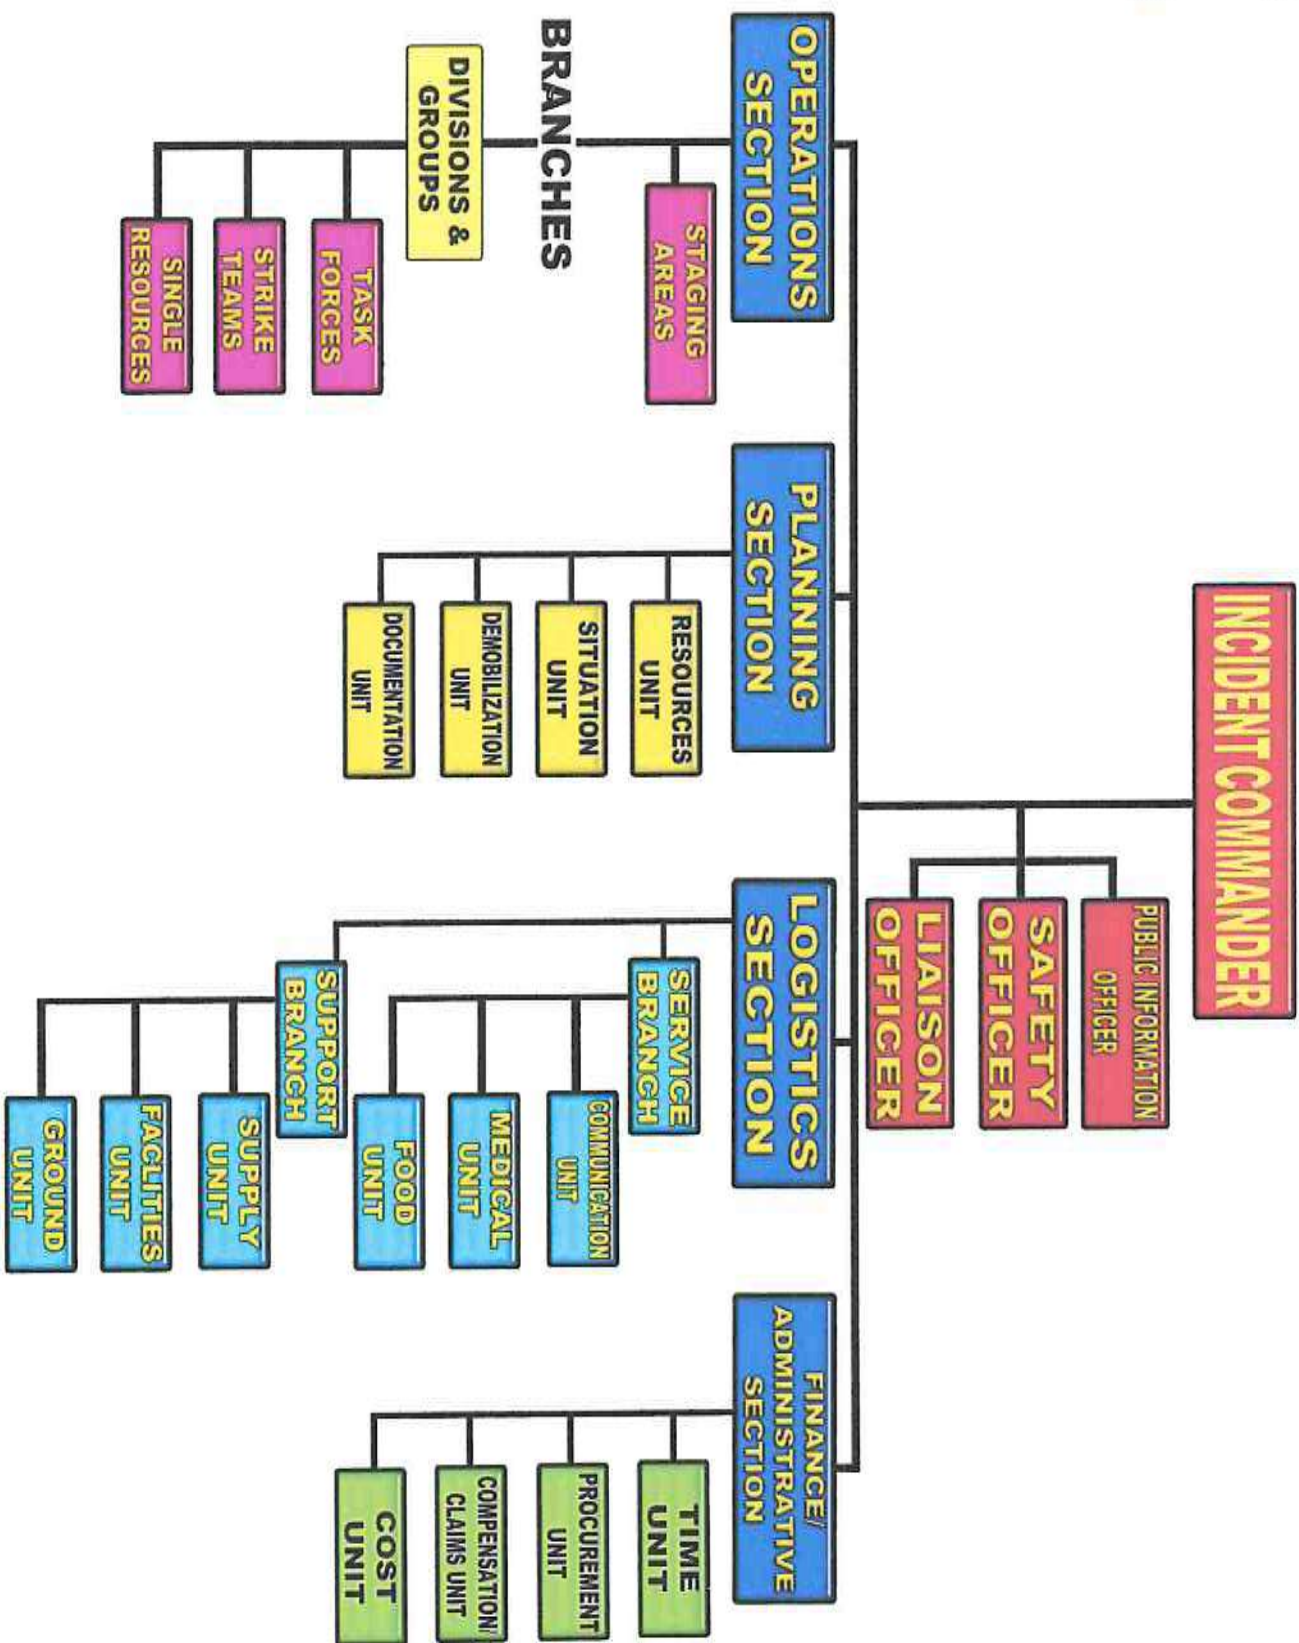 INCIDENT COMMANDER
PUBLIC INFORMATION
OFFICER
SAFETY
OFFICER
LIAISON
OFFICER
OPERATIONS
SECTION
STAGING
AREAS
BRANCHES
DIVISIONS &
GROUPS
TASK
FORCES
STRIKE
TEAMS
SINGLE
RESOURCES
PLANNING
SECTION
RESOURCES
UNIT
SITUATION
UNIT
DEMOBILIZATION
UNIT
DOCUMENTATION
UNIT
LOGISTICS
SECTION
SERVICE
BRANCH
COMMUNICATION
UNIT
MEDICAL
UNIT
FOOD
UNIT
SUPPORT
BRANCH
SUPPLY
UNIT
FACLITIES
UNIT
GROUND
UNIT
FINANCE/
ADMINISTRATIVE
SECTION
TIME
UNIT
PROCUREMENT
UNIT
COMPENSATION/
CLAIMS UNIT
COST
UNIT